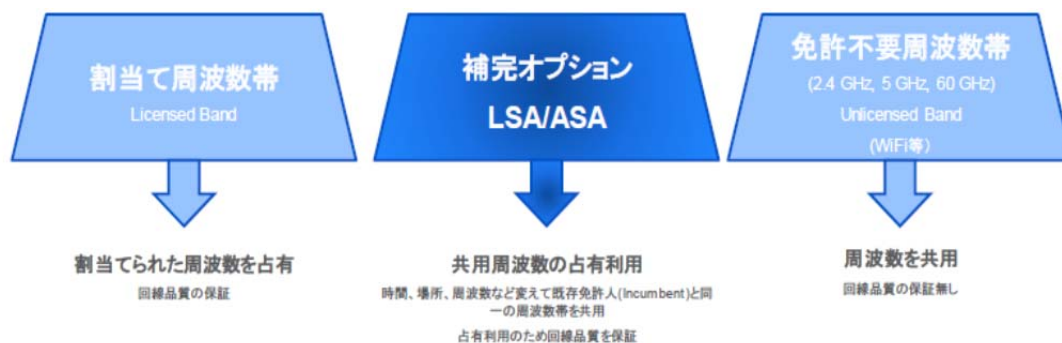 割当て周波数帯
Licensed Band
割当てられた周波数を占有
回線品質の保証
補完オプション
LSA/ASA
共用周波数の占有利用
時間、場所、周波数など変えて既存免許人(Incumbent)と同
一の周波数帯を共用
占有利用のため回線品質を保証
免許不要周波数帯
(2.4 GHz, 5 GHz, 60 GHz)
Unlicensed Band
(WiFi等)
周波数を共用
回線品質の保証無し